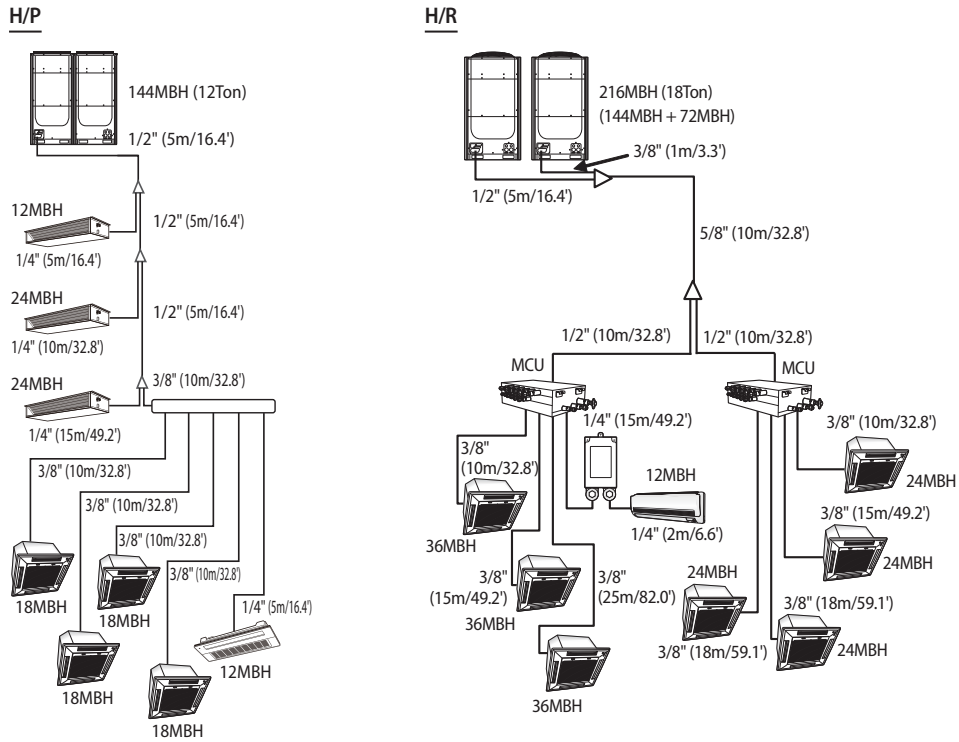 H/P
144MBH (12Ton)
1/2" (5m/16.4')
12MBH
1/2" (5m/16.4')
1/4" (5m/16.4')
24MBH
1/2" (5m/16.4')
1/4" (10m/32.8')
24MBH
3/8" (10m/32.8')
1/4" (15m/49.2')
3/8" (10m/32.8')
3/8" (10m/32.8')
3/8" (10m/32.8')
3/8" (10m/32.8')
1/4" (5m/16.4')
18MBH
18MBH
12MBH
18MBH
18MBH
H/R
216MBH (18Ton)
(144MBH + 72MBH)
3/8" (1m/3.3')
1/2" (5m/16.4')
5/8" (10m/32.8')
1/2" (10m/32.8')
1/2" (10m/32.8')
MCU
MCU
1/4" (15m/49.2')
3/8"
(10m/32.8')
12MBH
36MBH
1/4" (2m/6.6')
3/8"
(15m/49.2')
3/8"
(25m/82.0')
36MBH
36MBH
3/8" (10m/32.8')
24MBH
3/8" (15m/49.2')
24MBH
24MBH
3/8" (18m/59.1')
3/8" (18m/59.1')
24MBH